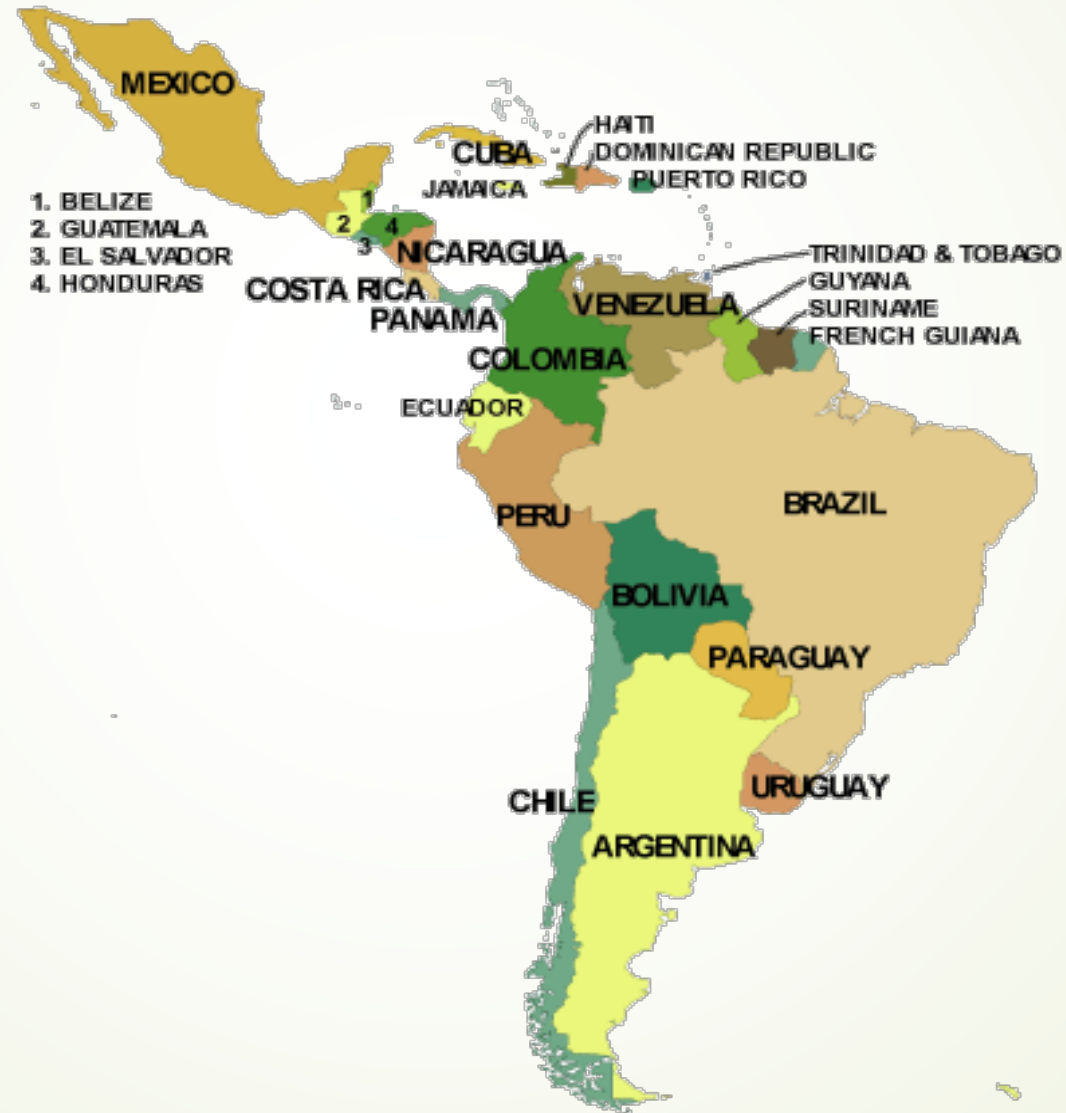 MEXICO
HAITI
CUBA
DOMINICAN REPUBLIC
JAMAICA
PUERTO RICO
1. BELIZE
2. GUATEMALA
3. EL SALVADOR
4. HONDURAS
1
2
4
3
NICARAGUA
COSTA RICA
PANAMA
TRINIDAD & TOBAGO
GUYANA
SURINAME
FRENCH GUIANA
VENEZUELA
COLOMBIA
ECUADOR
BRAZIL
PERU
BOLIVIA
PARAGUAY
URUGUAY
CHILE
ARGENTINA